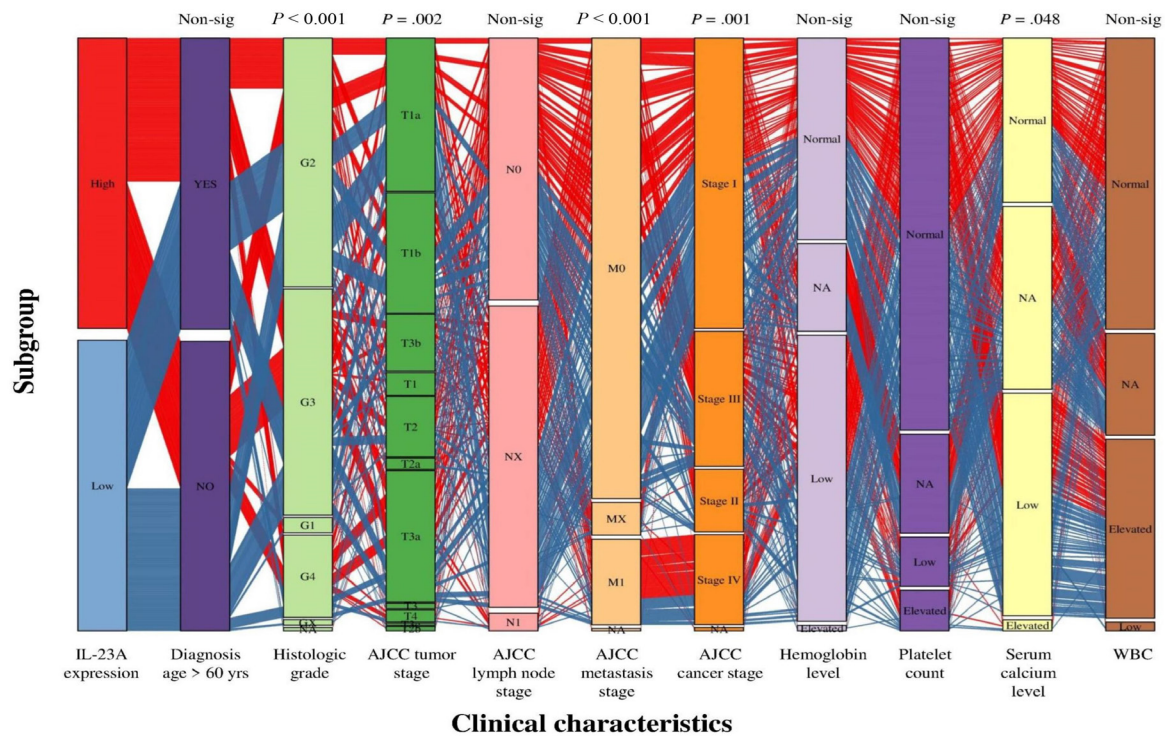 Non-sig
P < 0.001
P = .002
Non-sig
P < 0.001
P = .001
Non-sig
Non-sig
P = .048
Non-sig
Subgroup
High
Low
YES
NO
G2
G3
G1
G4
GX
NA
T1a
T1b
T3b
T1
T2
T2a
T3a
T3
T4
T2b
N0
NX
N1
M0
MX
M1
NA
Stage I
Stage III
Stage II
Stage IV
NA
Normal
NA
Low
Elevated
Normal
NA
Low
Elevated
Normal
NA
Low
Elevated
Normal
NA
Elevated
Low
IL-23A
expression
Diagnosis
age > 60 yrs
Histologic
grade
AJCC tumor
stage
AJCC
lymph node
stage
AJCC
metastasis
stage
AJCC
cancer stage
Hemoglobin
level
Platelet
count
Serum
calcium
level
WBC
Clinical characteristics